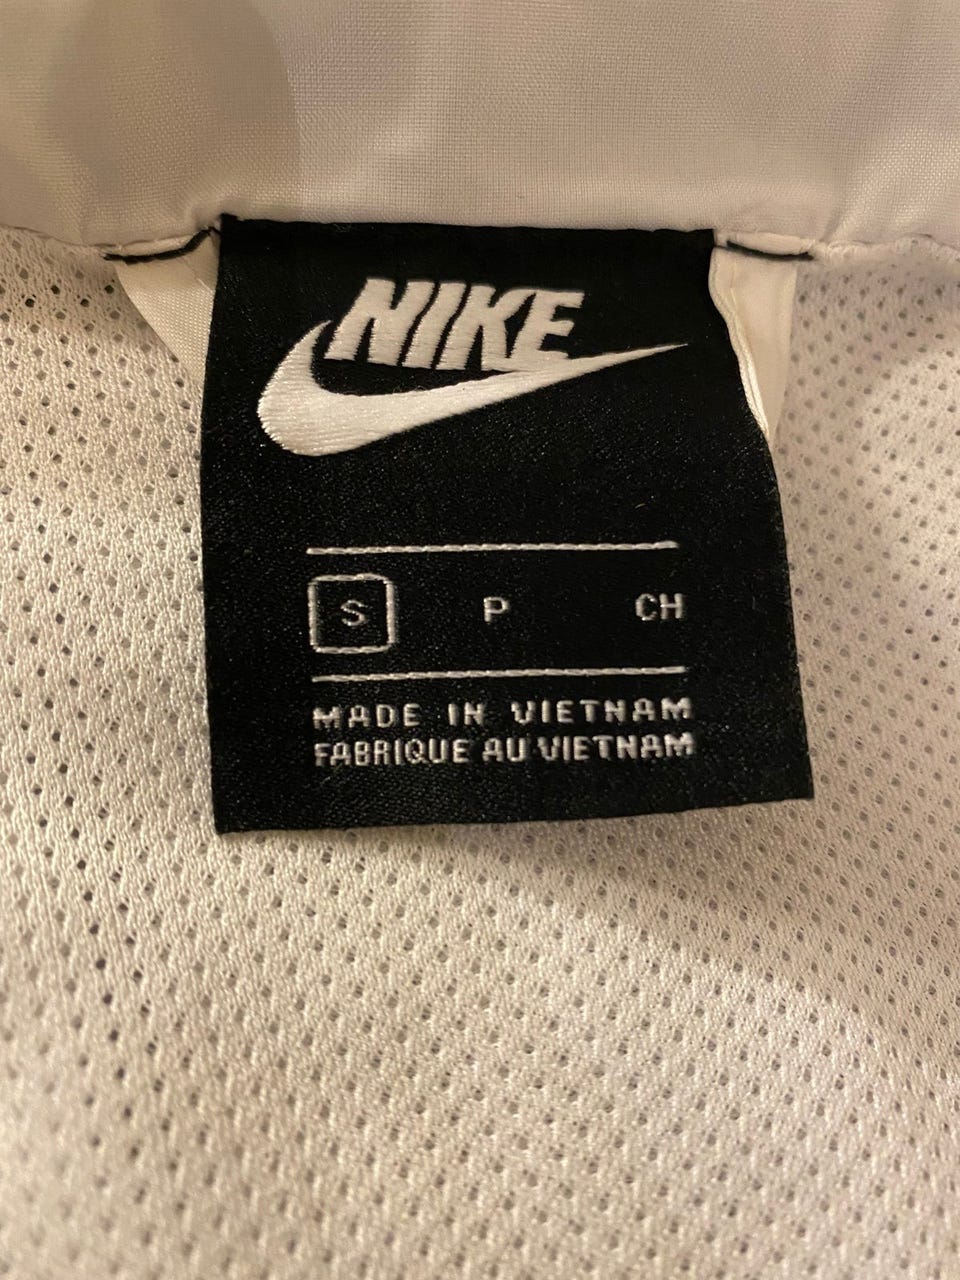 NIKE
S P CH
MADE IN VIETNAM
FABRIQUE AU VIETNAM